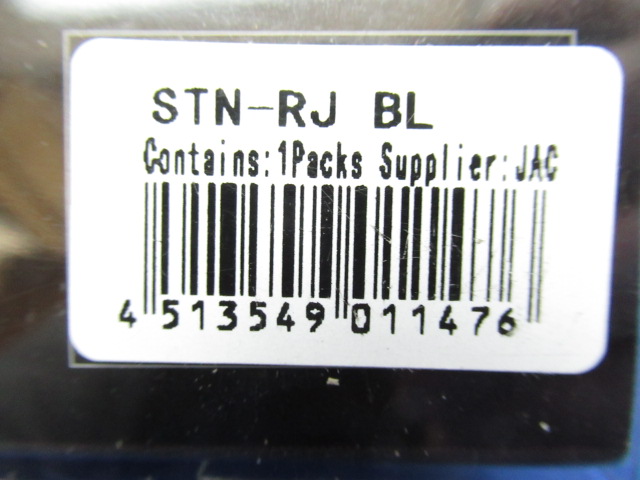 STN-RJ BL
Contains:1Packs Supplier:JAC
4 513549 011476